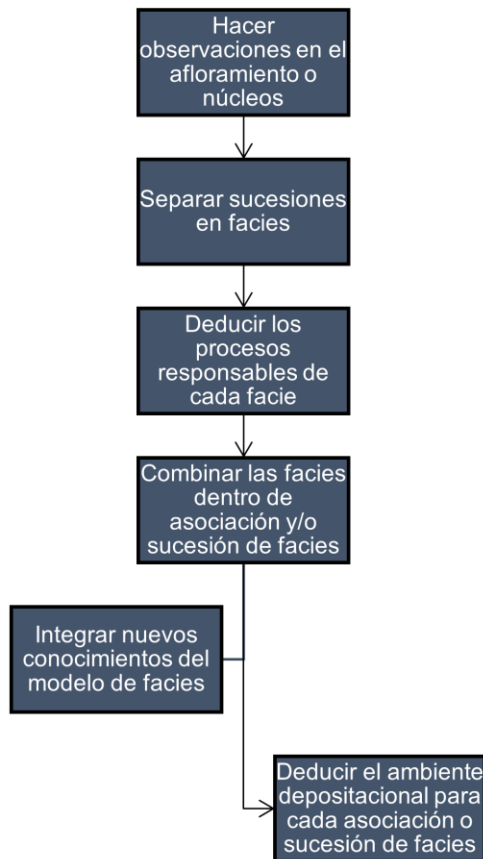 Hacer
observaciones en el
afloramiento o
núcleos
Separar sucesiones
en facies
Deducir los
procesos
responsables de
cada facie
Combinar las facies
dentro de
asociación y/o
sucesión de facies
Integrar nuevos
conocimientos del
modelo de facies
Deducir el ambiente
depositacional para
cada asociación o
sucesión de facies